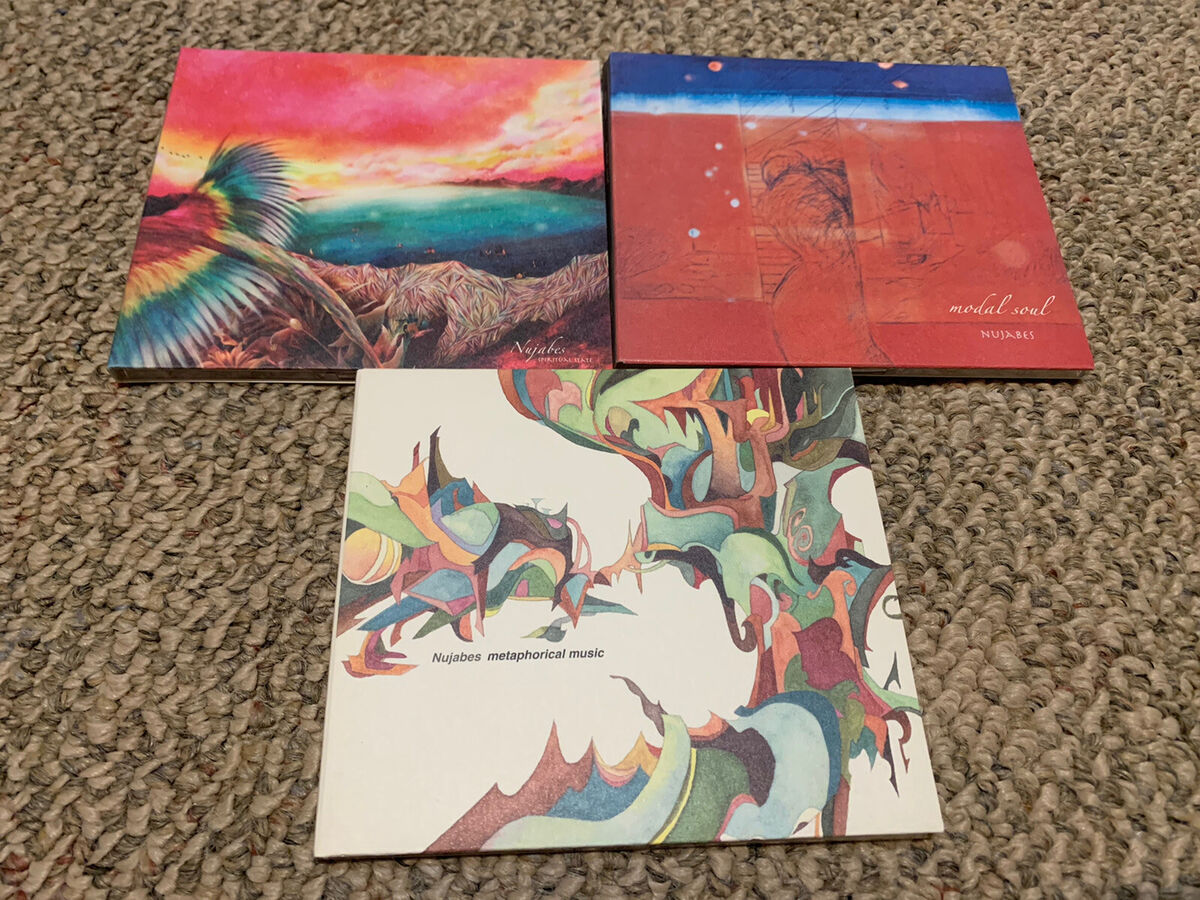 Nujabes
SPIRITUAL STATE
modal soul
NUJABES
Nujabes metaphorical music